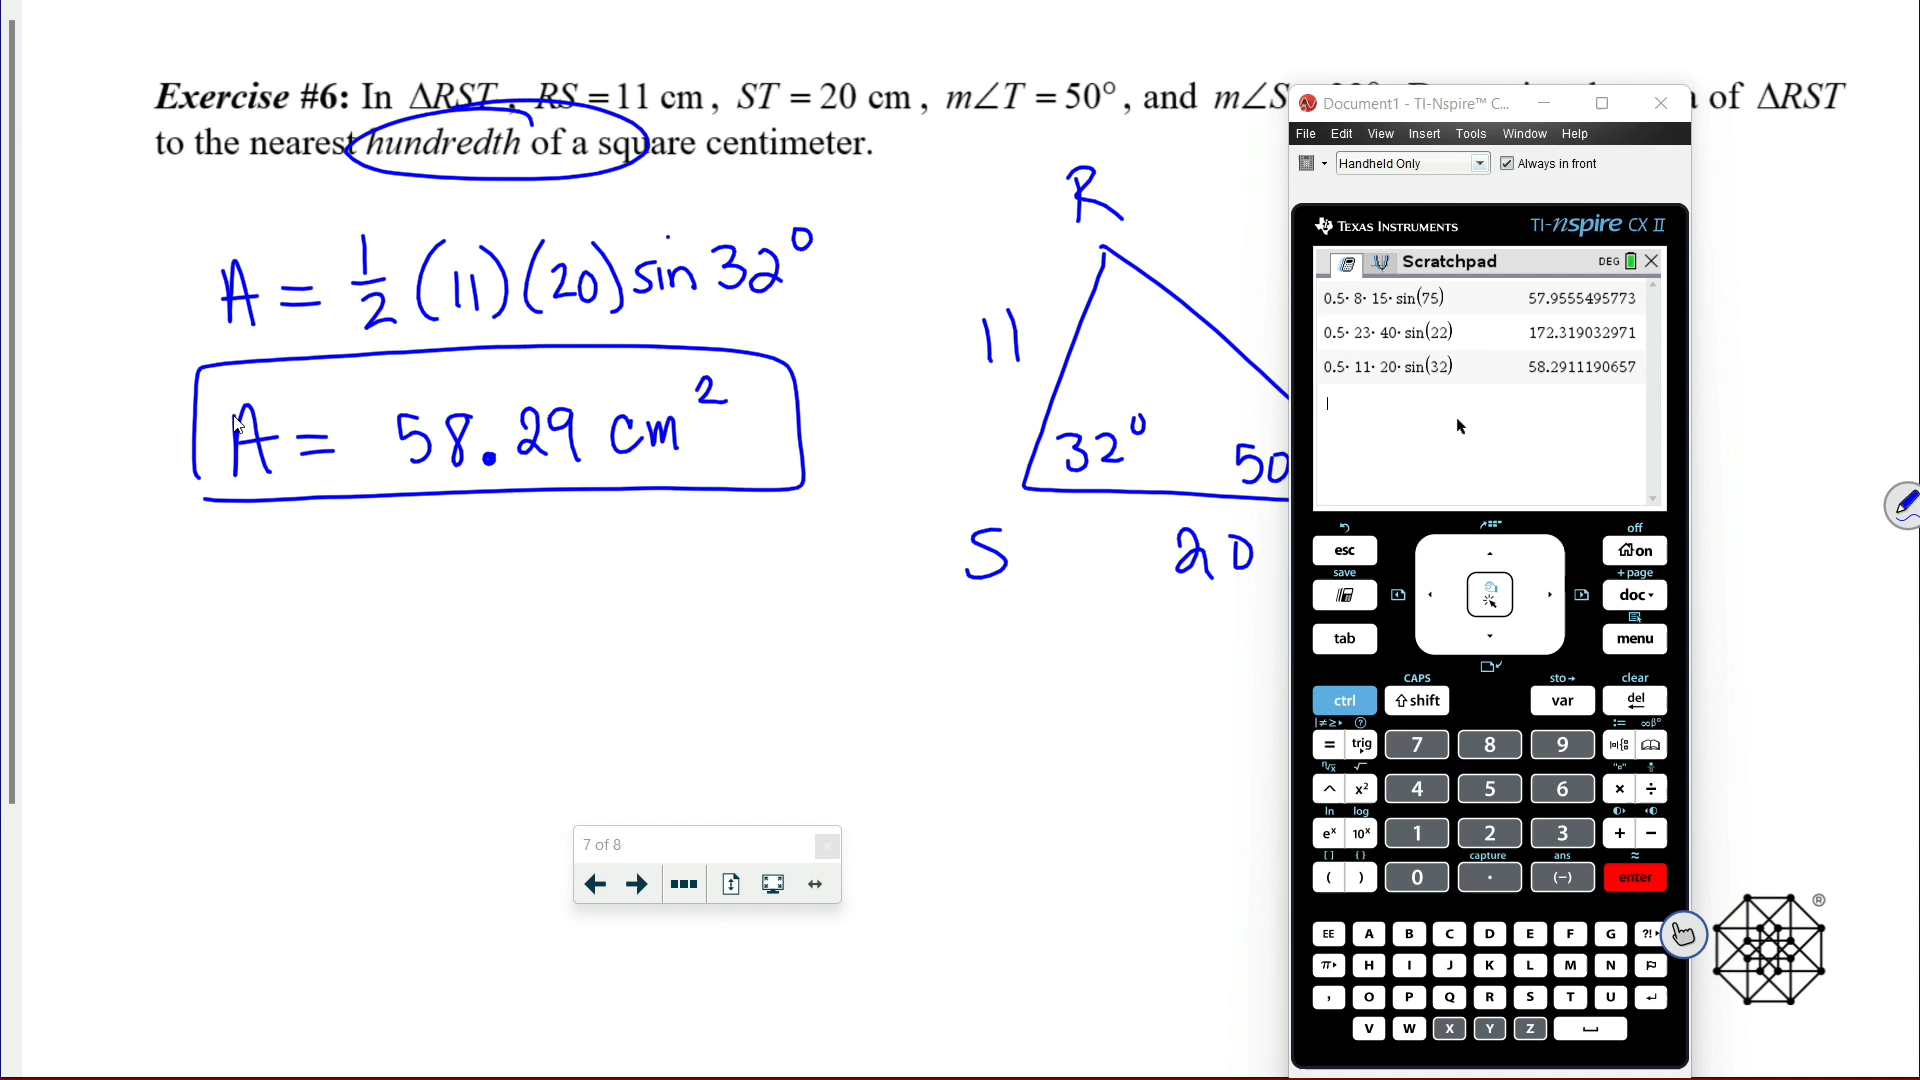 Exercise #6: In ΔRST, RS = 11 cm, ST = 20 cm, m∠T = 50°, and m∠S of ΔRST
to the nearest hundredth of a square centimeter.
A = 1/2 (11)(20) sin 32°
A = 58.29 cm²
R
11
32°
50
S
20
Document1 - TI-Nspire™ C...
File Edit View Insert Tools Window Help
Handheld Only Always in front
TEXAS INSTRUMENTS TI-nspire CX II
Scratchpad DEG
0.5·8·15·sin(75) 57.9555495773
0.5·23·40·sin(22) 172.319032971
0.5·11·20·sin(32) 58.2911190657
off
esc on
save +page
doc
tab menu
CAPS sto→ clear
ctrl shift var del
|≠≥▸ ? := ∞β°
= trig 7 8 9
ⁿ√x √ "▫"
^ x² 4 5 6 × ÷
ln log
eˣ 10ˣ 1 2 3 + −
[ ] { } capture ans ≈
( ) 0 . (−) enter
EE A B C D E F G ?!▸
π▸ H I J K L M N
, O P Q R S T U ↵
V W X Y Z
7 of 8
®